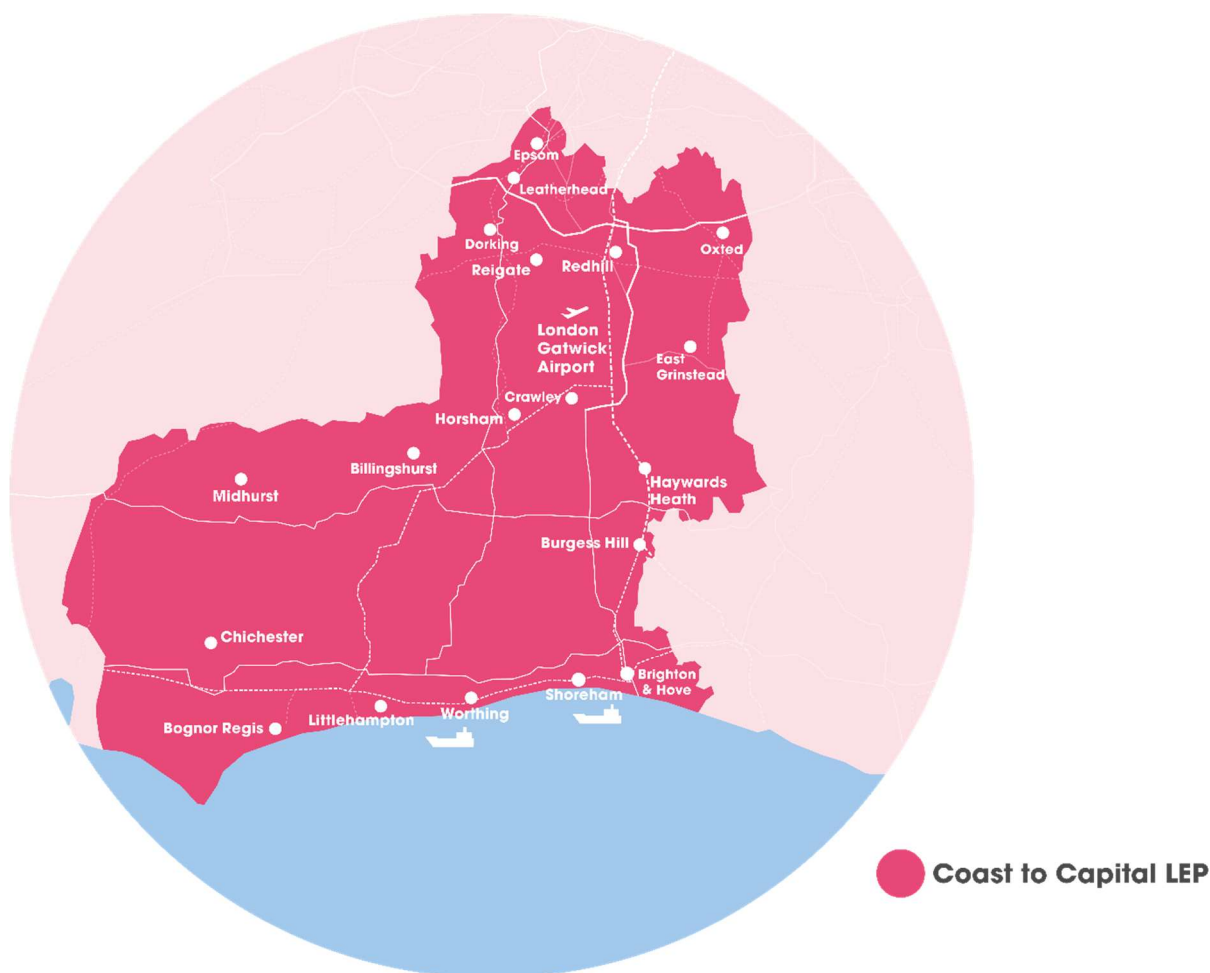 Epsom
Leatherhead
Dorking
Reigate
Redhill
Oxted
London
Gatwick
Airport
East
Grinstead
Crawley
Horsham
Billingshurst
Midhurst
Haywards
Heath
Burgess Hill
Chichester
Brighton
& Hove
Shoreham
Worthing
Littlehampton
Bognor Regis
Coast to Capital LEP